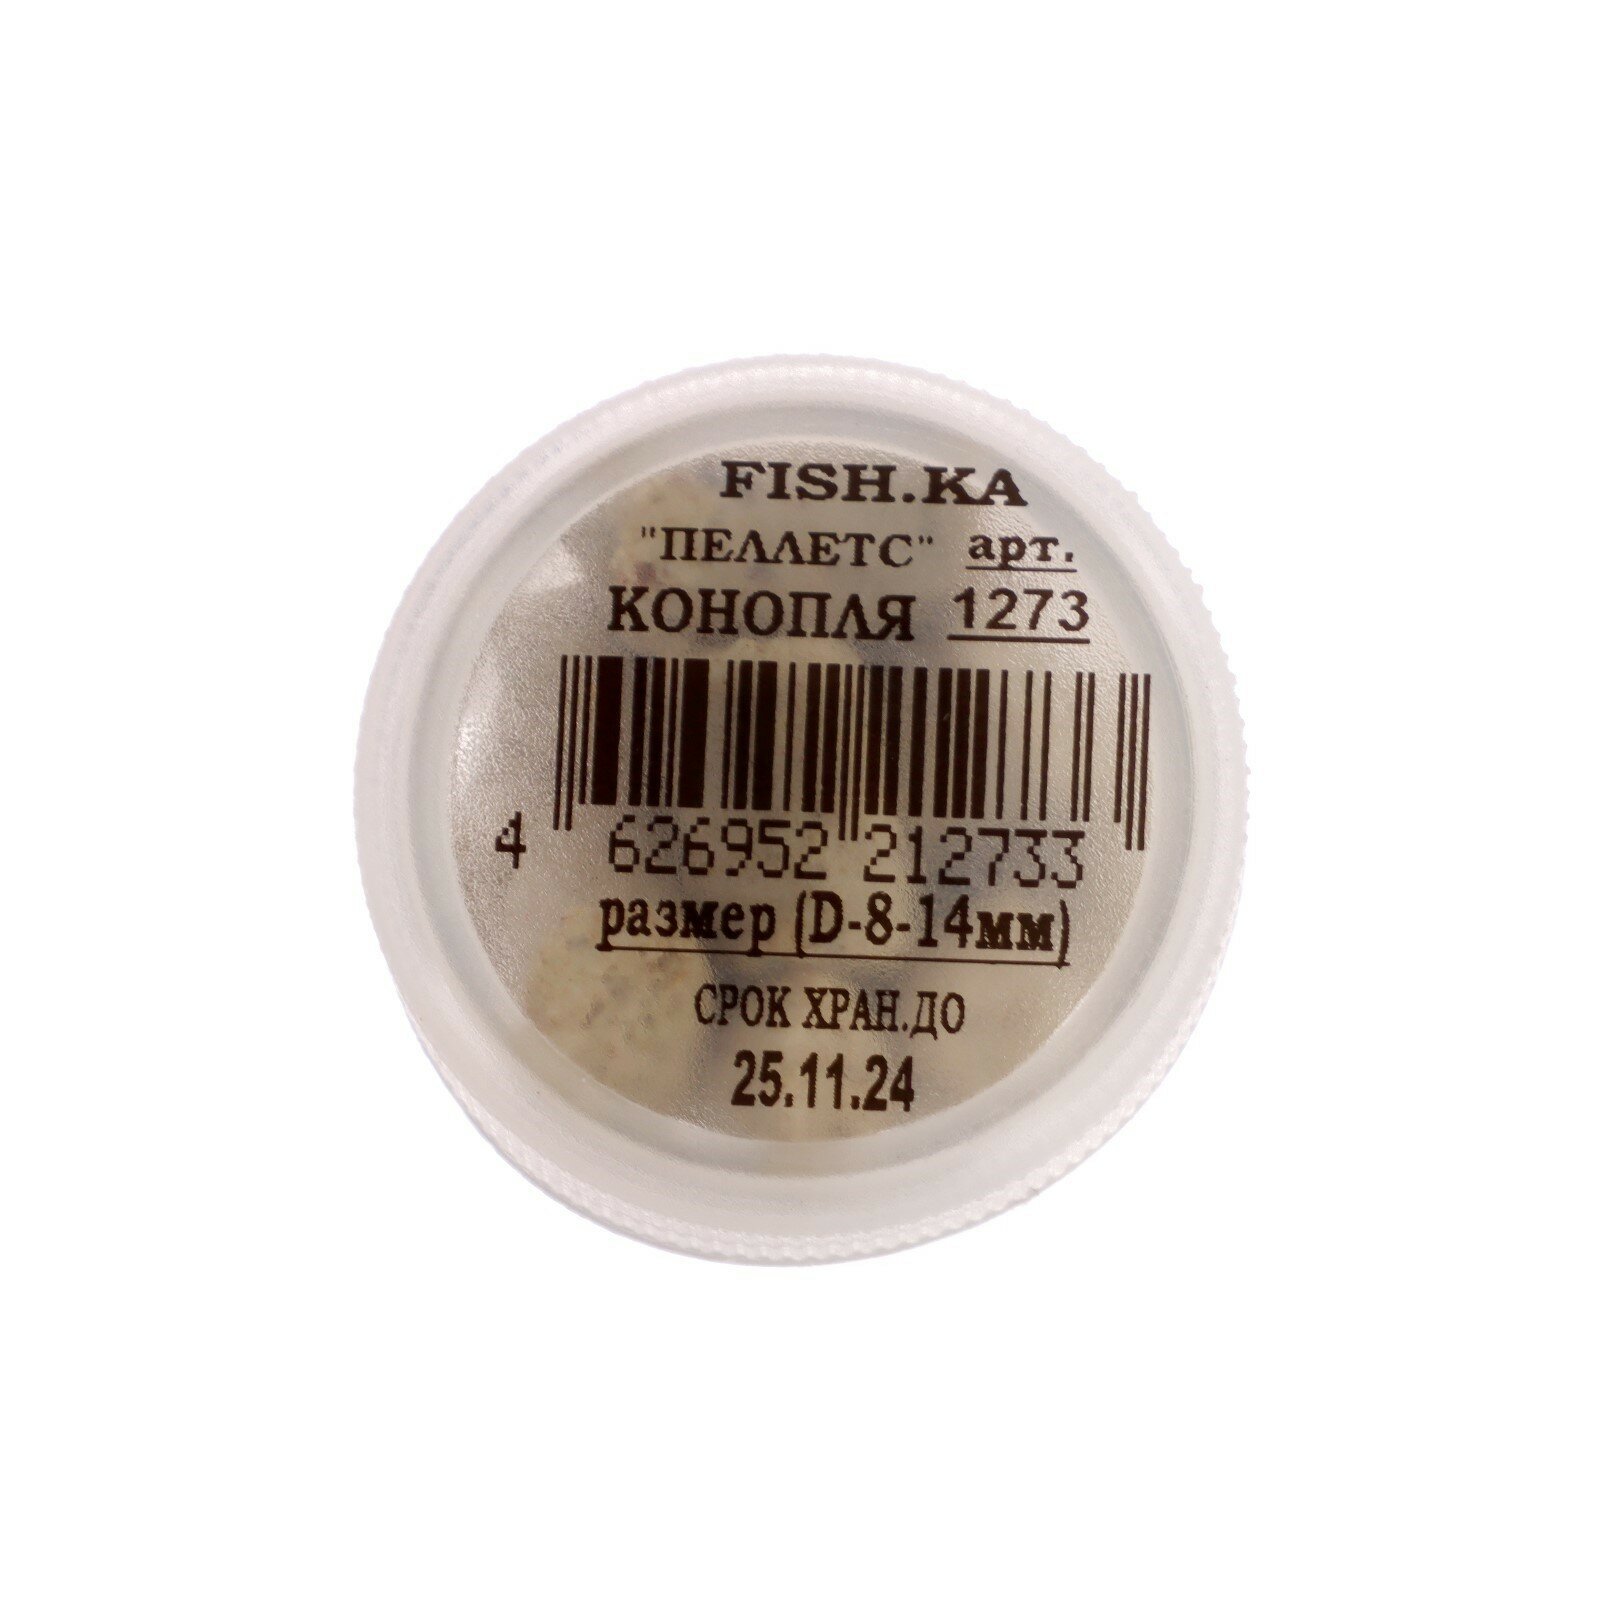 FISH.KA
"ПЕЛЛЕТС" арт.
КОНОПЛЯ 1273
4 626952 212733
размер (D-8-14мм)
СРОК ХРАН.ДО
25.11.24